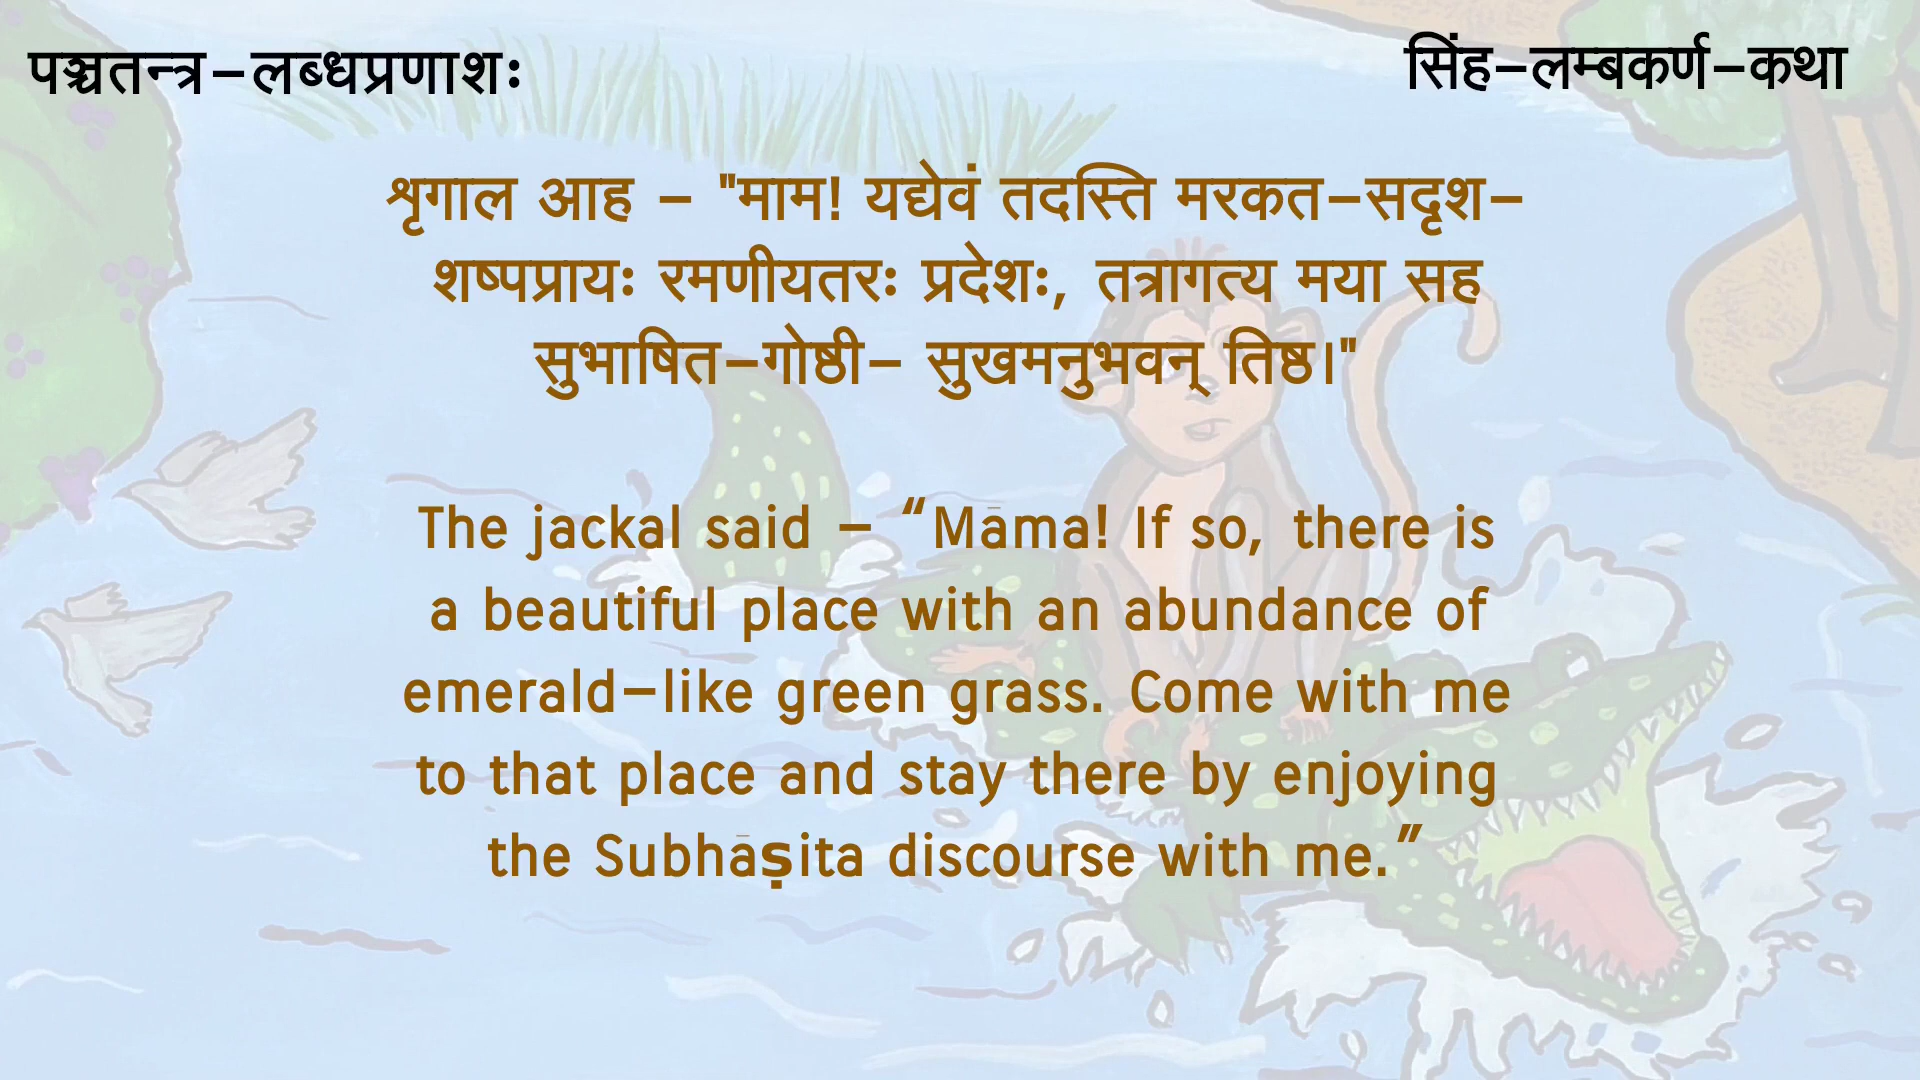 पञ्चतन्त्र-लब्धप्रणाशः
सिंह-लम्बकर्ण-कथा
शृगाल आह - "माम! यद्येवं तदस्ति मरकत-सदृश-
शष्पप्रायः रमणीयतरः प्रदेशः, तत्रागत्य मया सह
सुभाषित-गोष्ठी- सुखमनुभवन् तिष्ठ।"
The jackal said - “Māma! If so, there is
a beautiful place with an abundance of
emerald-like green grass. Come with me
to that place and stay there by enjoying
the Subhāṣita discourse with me.”